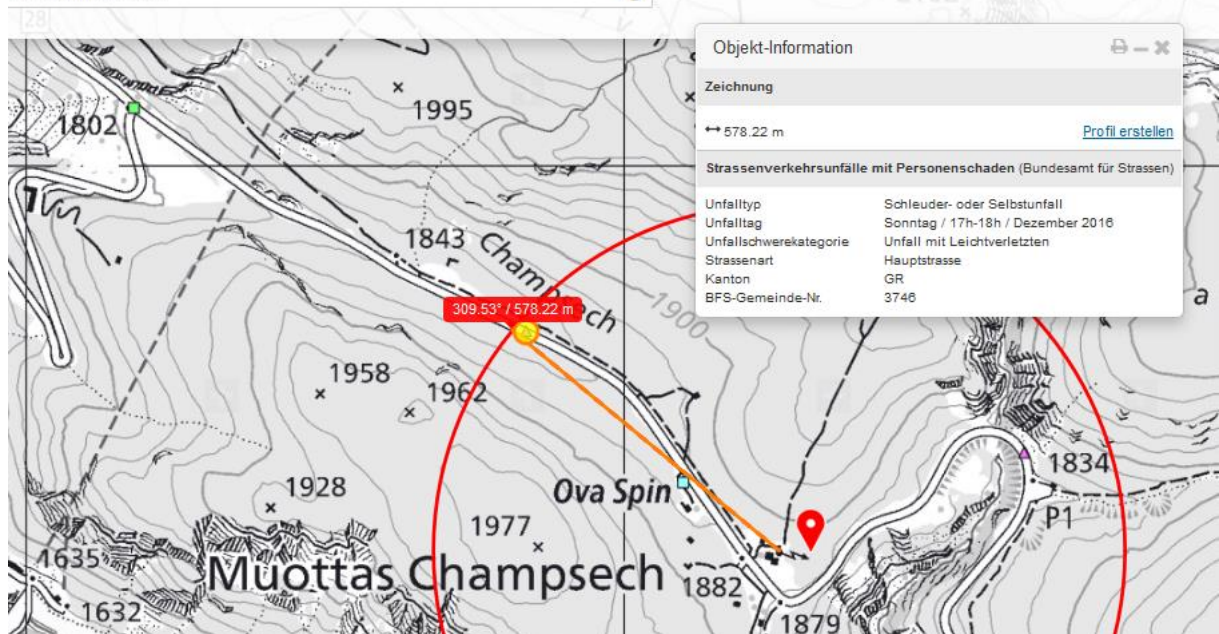 28
Objekt-Information
Zeichnung
578.22 m Profil erstellen
Strassenverkehrsunfälle mit Personenschaden (Bundesamt für Strassen)
Unfalltyp Schleuder- oder Selbstunfall
Unfalltag Sonntag / 17h-18h / Dezember 2016
Unfallschwerekategorie Unfall mit Leichtverletzten
Strassenart Hauptstrasse
Kanton GR
BFS-Gemeinde-Nr. 3746
1802
1995
1843
Champsech
309.53° / 578.22 m
1900
a
1958
1962
1928
1977
Ova Spin
1834
P1
1635
Muottas Champsech
1882
1632
1879